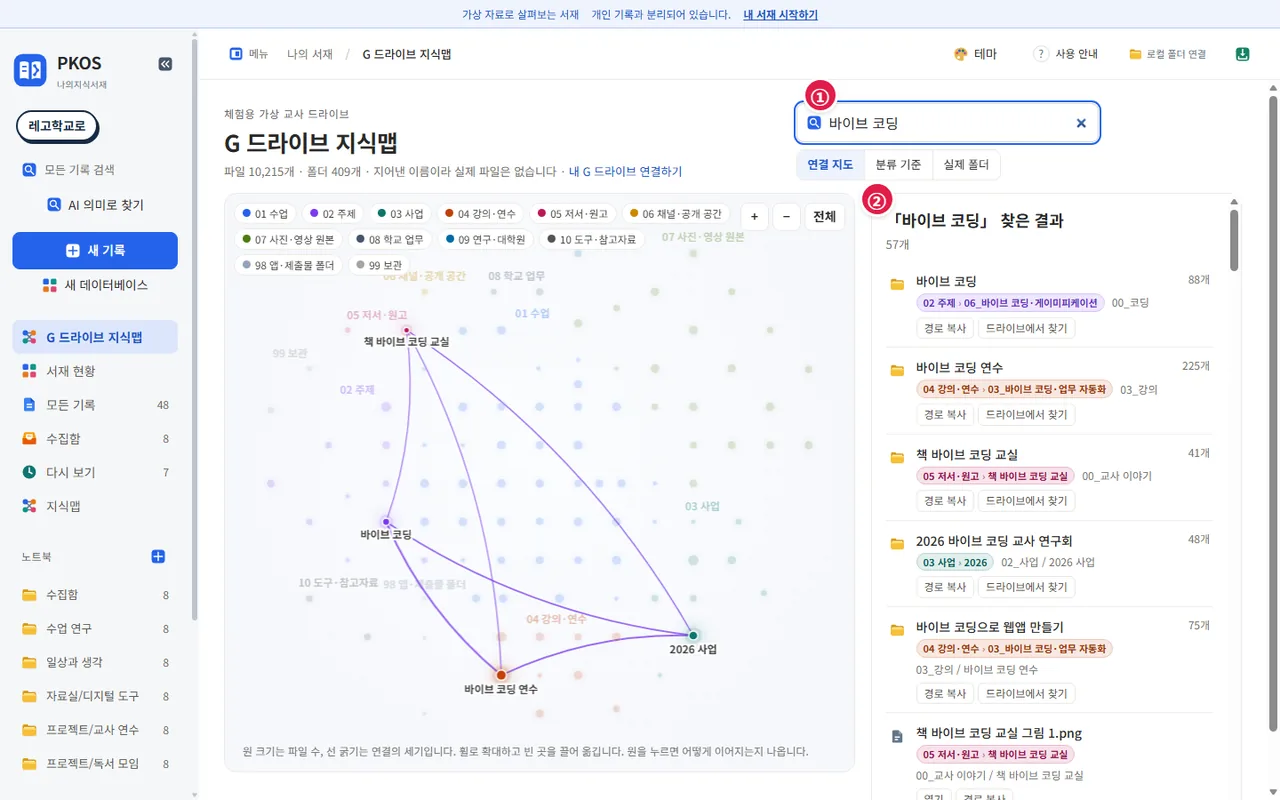 가상 자료로 살펴보는 서재 개인 기록과 분리되어 있습니다. 내 서재 시작하기
PKOS
나의지식서재
레고학교로
모든 기록 검색
AI 의미로 찾기
새 기록
새 데이터베이스
G 드라이브 지식맵
서재 현황
모든 기록 48
수집함 8
다시 보기 7
지식맵
노트북
수집함 8
수업 연구 8
일상과 생각 8
자료실/디지털 도구 8
프로젝트/교사 연수 8
프로젝트/독서 모임 8
메뉴 나의 서재 / G 드라이브 지식맵
테마 ? 사용 안내 로컬 폴더 연결
체험용 가상 교사 드라이브
G 드라이브 지식맵
파일 10,215개 · 폴더 409개 · 지어낸 이름이라 실제 파일은 없습니다 · 내 G 드라이브 연결하기
①
바이브 코딩
연결 지도 분류 기준 실제 폴더
01 수업 02 주제 03 사업 04 강의·연수 05 저서·원고 06 채널·공개 공간
+ − 전체
07 사진·영상 원본 08 학교 업무 09 연구·대학원 10 도구·참고자료
07 사진·영상 원본
98 앱·제출물 폴더 99 보관
06 채널·공개 공간 08 학교 업무
05 저서·원고 01 수업
책 바이브 코딩 교실
99 보관
02 주제
03 사업
바이브 코딩
10 도구·참고자료 98 앱·제출물 폴더
04 강의·연수
2026 사업
바이브 코딩 연수
원 크기는 파일 수, 선 굵기는 연결의 세기입니다. 휠로 확대하고 빈 곳을 끌어 옮깁니다. 원을 누르면 어떻게 이어지는지 나옵니다.
②
「바이브 코딩」 찾은 결과
57개
바이브 코딩 88개
02 주제 › 06_바이브 코딩·게이미피케이션 00_코딩
경로 복사 드라이브에서 찾기
바이브 코딩 연수 225개
04 강의·연수 › 03_바이브 코딩·업무 자동화 03_강의
경로 복사 드라이브에서 찾기
책 바이브 코딩 교실 41개
05 저서·원고 › 책 바이브 코딩 교실 00_교사 이야기
경로 복사 드라이브에서 찾기
2026 바이브 코딩 교사 연구회 48개
03 사업 › 2026 02_사업 / 2026 사업
경로 복사 드라이브에서 찾기
바이브 코딩으로 웹앱 만들기 75개
04 강의·연수 › 03_바이브 코딩·업무 자동화
03_강의 / 바이브 코딩 연수
경로 복사 드라이브에서 찾기
책 바이브 코딩 교실 그림 1.png
05 저서·원고 › 책 바이브 코딩 교실
00_교사 이야기 / 책 바이브 코딩 교실
열기 경로 복사